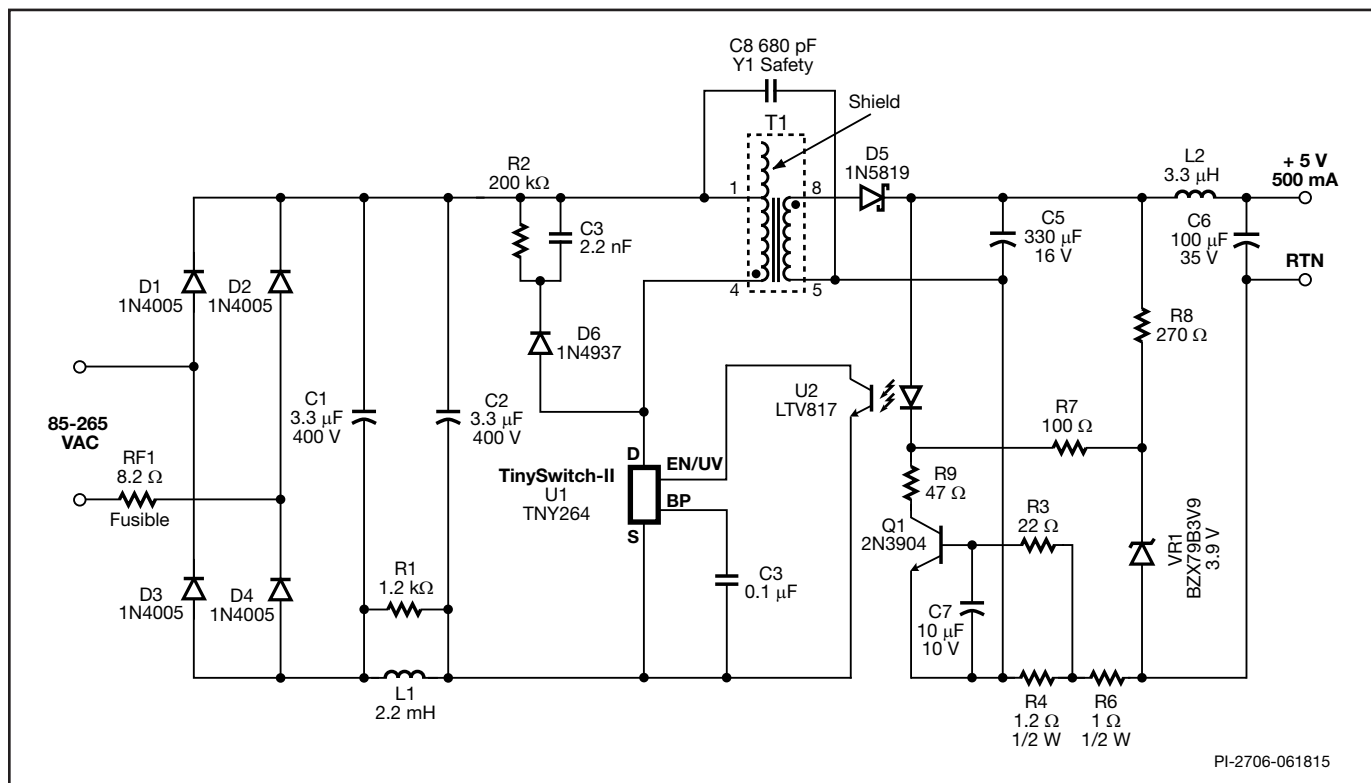 C8 680 pF
Y1 Safety
Shield
T1
D5
1N5819
L2
3.3 µH
+ 5 V
500 mA
R2
200 kΩ
1
8
C3
2.2 nF
C5
330 µF
16 V
C6
100 µF
35 V
RTN
D1
1N4005
D2
1N4005
4
5
D6
1N4937
R8
270 Ω
85-265
VAC
C1
3.3 µF
400 V
C2
3.3 µF
400 V
U2
LTV817
R7
100 Ω
RF1
8.2 Ω
Fusible
D
EN/UV
TinySwitch-II
U1
TNY264
BP
S
R9
47 Ω
Q1
2N3904
R3
22 Ω
VR1
BZX79B3V9
3.9 V
D3
1N4005
D4
1N4005
R1
1.2 kΩ
C3
0.1 µF
C7
10 µF
10 V
L1
2.2 mH
R4
1.2 Ω
1/2 W
R6
1 Ω
1/2 W
PI-2706-061815